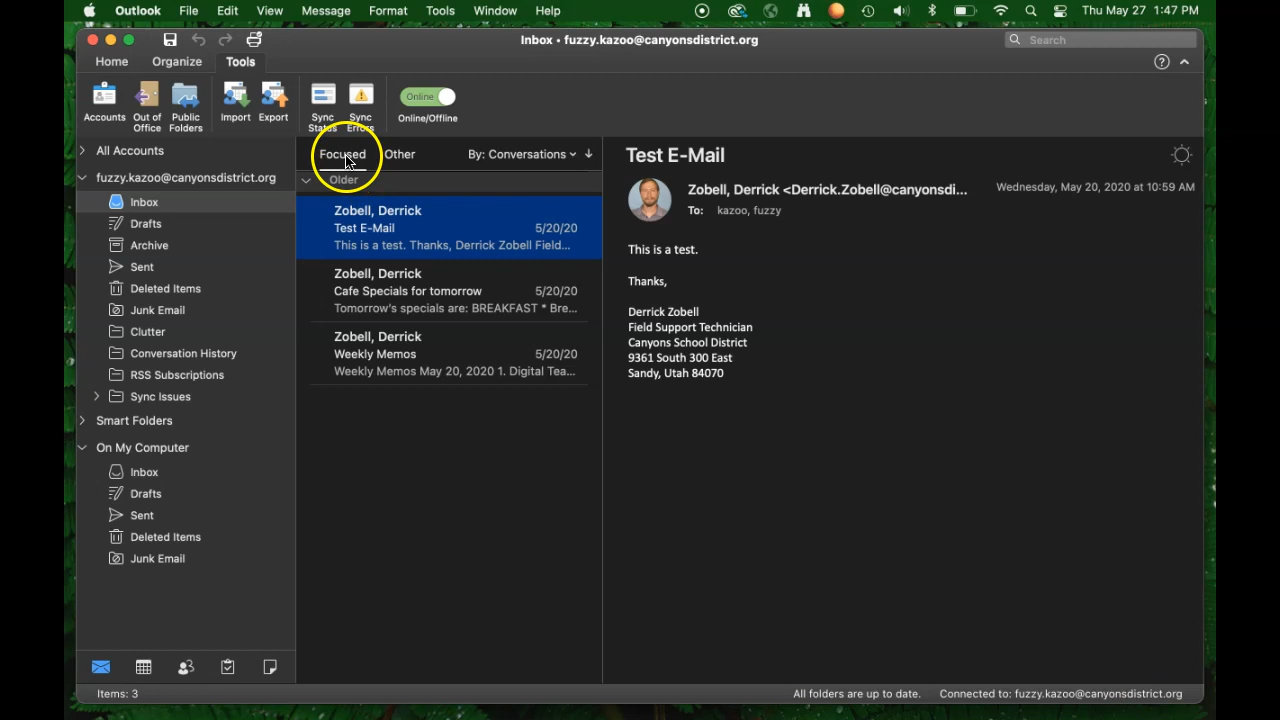 Outlook File Edit View Message Format Tools Window Help Thu May 27 1:47 PM
Inbox • fuzzy.kazoo@canyonsdistrict.org
Search
Home Organize Tools
Accounts
Out of Office
Public Folders
Import
Export
Sync Status
Sync Errors
Online
Online/Offline
All Accounts
fuzzy.kazoo@canyonsdistrict.org
Inbox
Drafts
Archive
Sent
Deleted Items
Junk Email
Clutter
Conversation History
RSS Subscriptions
Sync Issues
Smart Folders
On My Computer
Inbox
Drafts
Sent
Deleted Items
Junk Email
Items: 3
Focused Other By: Conversations
Older
Zobell, Derrick
Test E-Mail 5/20/20
This is a test. Thanks, Derrick Zobell Field...
Zobell, Derrick
Cafe Specials for tomorrow 5/20/20
Tomorrow's specials are: BREAKFAST * Bre...
Zobell, Derrick
Weekly Memos 5/20/20
Weekly Memos May 20, 2020 1. Digital Tea...
Test E-Mail
Zobell, Derrick <Derrick.Zobell@canyonsdi... Wednesday, May 20, 2020 at 10:59 AM
To: kazoo, fuzzy
This is a test.
Thanks,
Derrick Zobell
Field Support Technician
Canyons School District
9361 South 300 East
Sandy, Utah 84070
All folders are up to date. Connected to: fuzzy.kazoo@canyonsdistrict.org